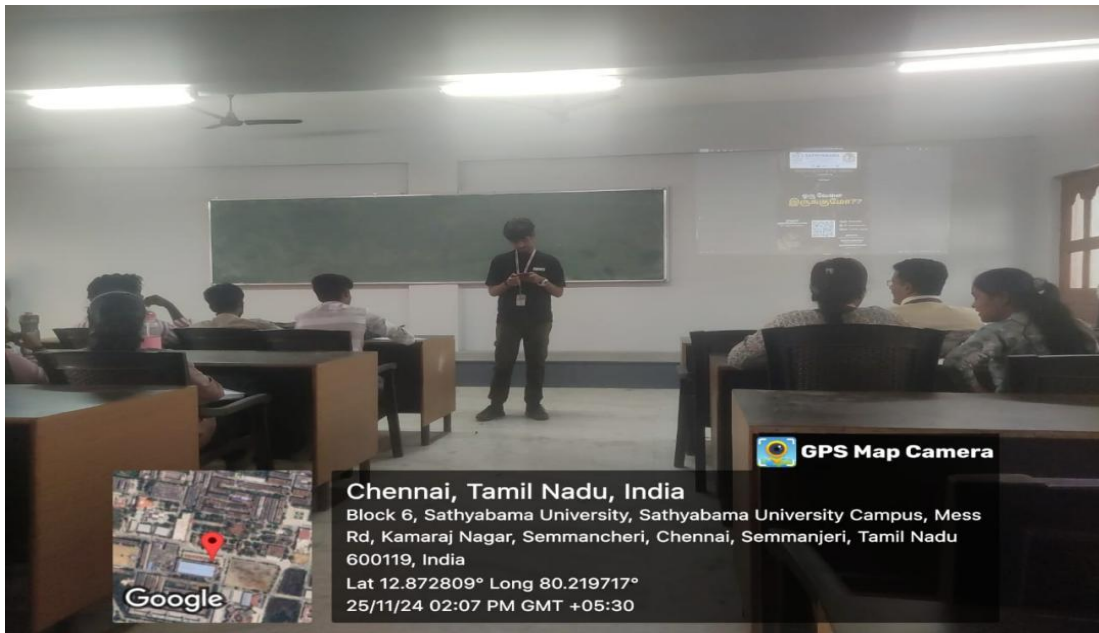 ஒரு வேளை
இருக்குமோ??
GPS Map Camera
Chennai, Tamil Nadu, India
Block 6, Sathyabama University, Sathyabama University Campus, Mess
Rd, Kamaraj Nagar, Semmancheri, Chennai, Semmanjeri, Tamil Nadu
600119, India
Lat 12.872809° Long 80.219717°
25/11/24 02:07 PM GMT +05:30
Google